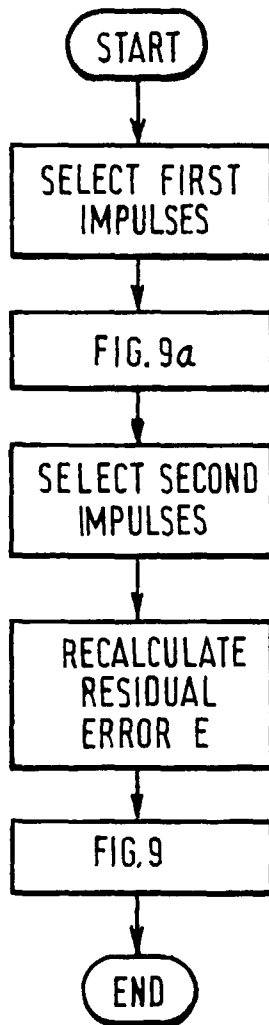 START
SELECT FIRST
IMPULSES
FIG. 9a
SELECT SECOND
IMPULSES
RECALCULATE
RESIDUAL
ERROR E
FIG. 9
END